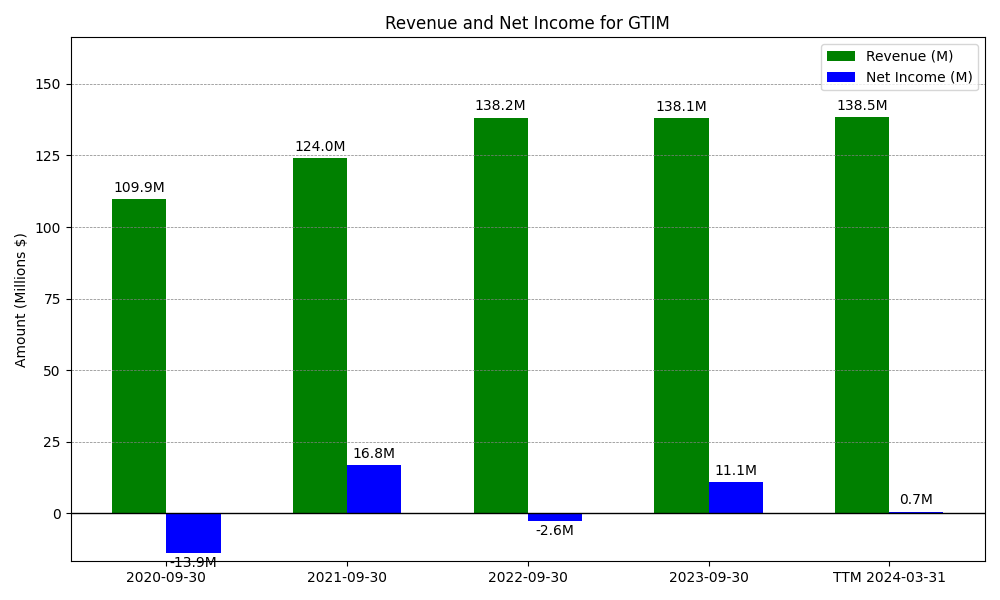 Revenue and Net Income for GTIM
Revenue (M)
Net Income (M)
Amount (Millions $)
150
125
100
75
50
25
0
109.9M
124.0M
138.2M
138.1M
138.5M
-13.9M
16.8M
-2.6M
11.1M
0.7M
2020-09-30
2021-09-30
2022-09-30
2023-09-30
TTM 2024-03-31